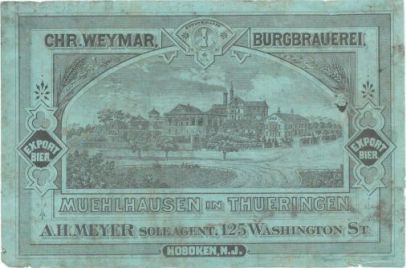 CHR. WEYMAR, BURGBRAUEREI.
EXPORT BIER
EXPORT BIER
MUEHLHAUSEN IN THUERINGEN.
A.H. MEYER SOLE AGENT, 125 WASHINGTON ST.
HOBOKEN, N.J.